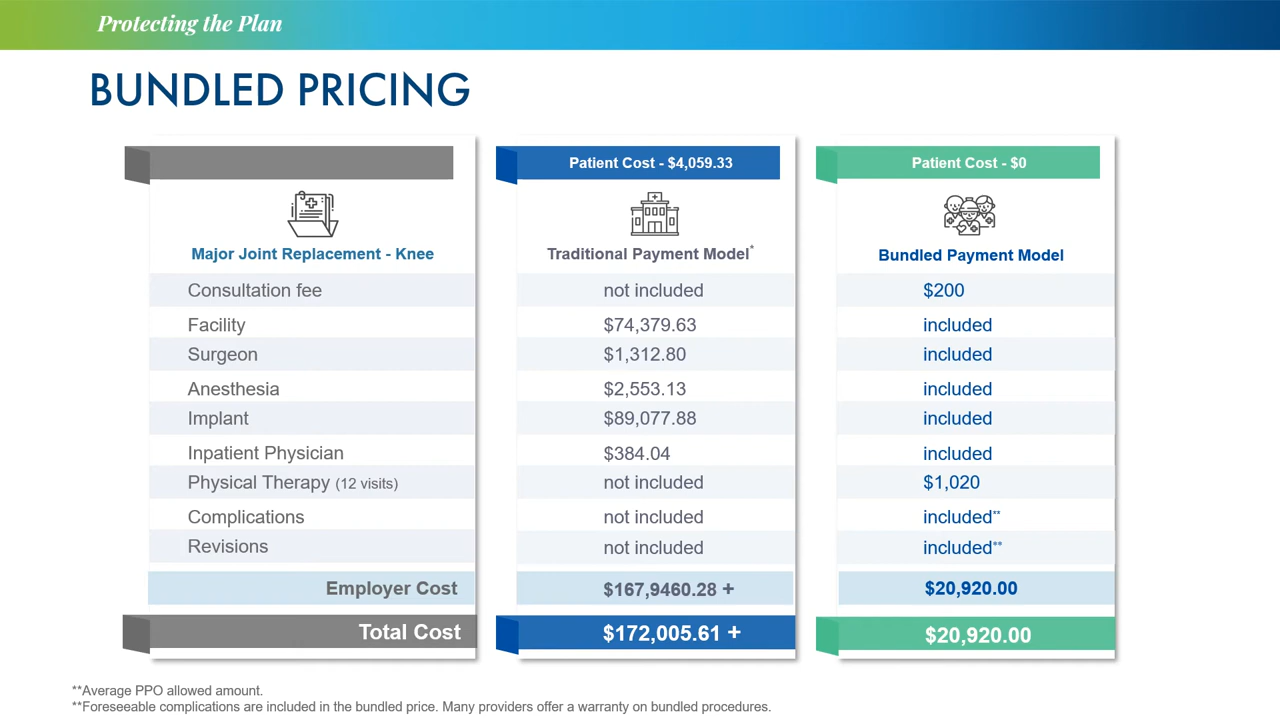 Protecting the Plan
BUNDLED PRICING
Patient Cost - $4,059.33 Patient Cost - $0
Major Joint Replacement - Knee Traditional Payment Model* Bundled Payment Model
Consultation fee not included $200
Facility $74,379.63 included
Surgeon $1,312.80 included
Anesthesia $2,553.13 included
Implant $89,077.88 included
Inpatient Physician $384.04 included
Physical Therapy (12 visits) not included $1,020
Complications not included included**
Revisions not included included**
Employer Cost $167,9460.28 + $20,920.00
Total Cost $172,005.61 + $20,920.00
**Average PPO allowed amount.
**Foreseeable complications are included in the bundled price. Many providers offer a warranty on bundled procedures.